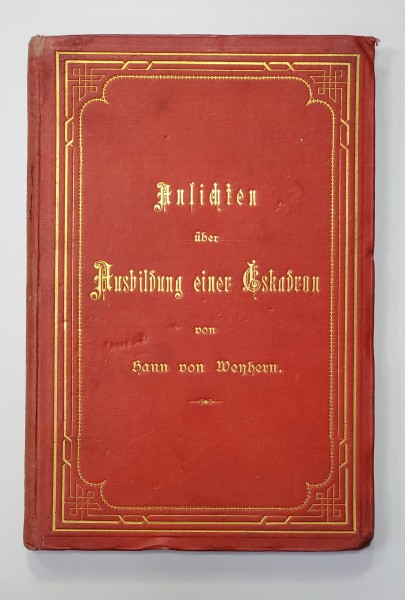 Anſichten
über
Ausbildung einer Eskadron
von
Hann von Weyhern.